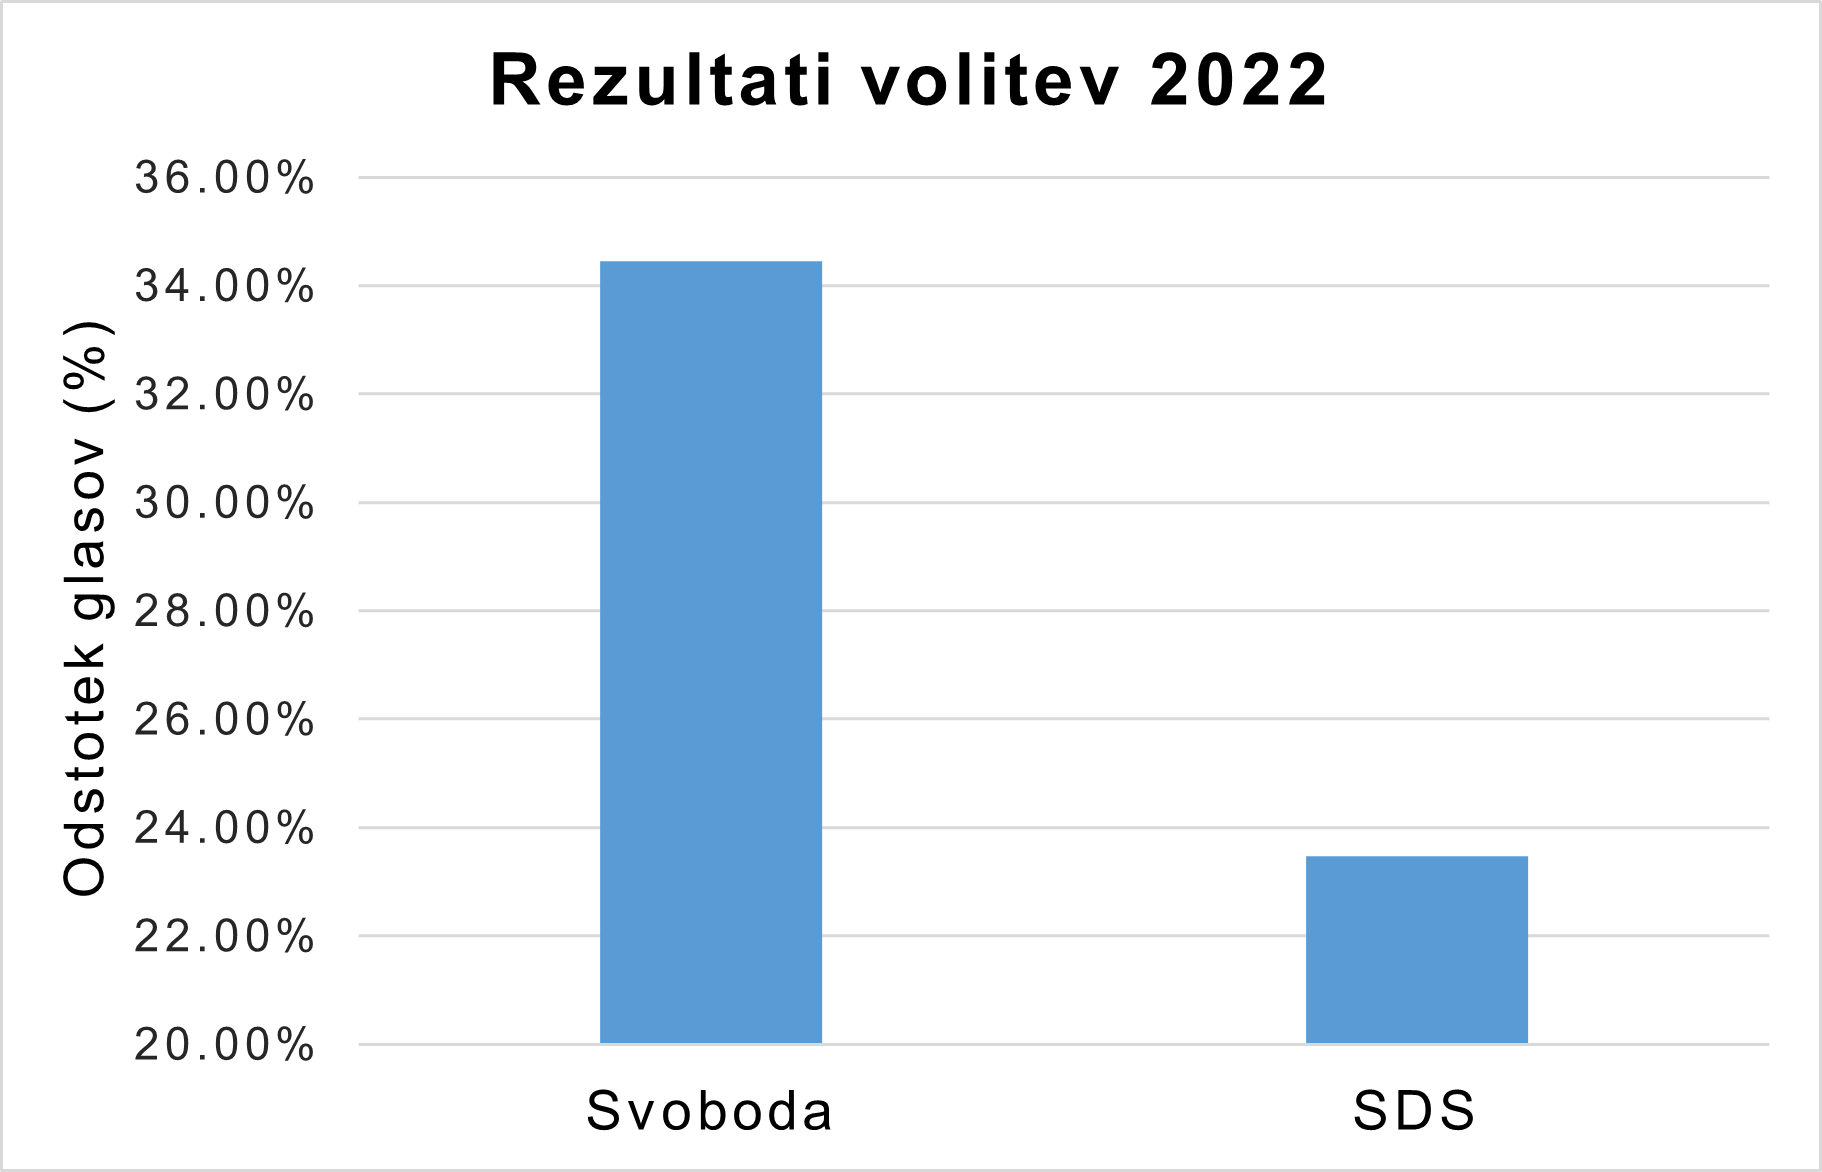 Rezultati volitev 2022
Odstotek glasov (%)
36.00%
34.00%
32.00%
30.00%
28.00%
26.00%
24.00%
22.00%
20.00%
Svoboda
SDS